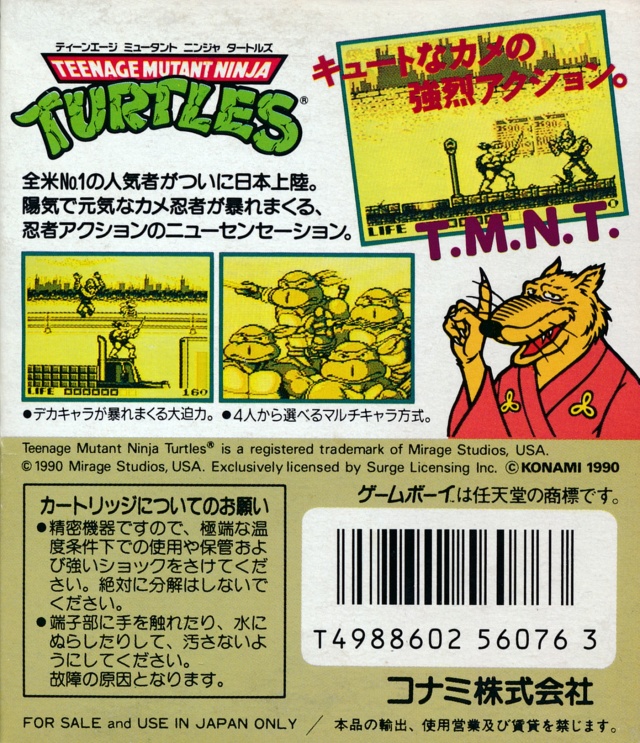 ティーンエージ ミュータント ニンジャ タートルズ
TEENAGE MUTANT NINJA
TURTLES®
キュートなカメの
強烈アクション。
全米No.1の人気者がついに日本上陸。
陽気で元気なカメ忍者が暴れまくる、
忍者アクションのニューセンセーション。
LIFE
T.M.N.T.
LIFE 160
●デカキャラが暴れまくる大迫力。
●4人から選べるマルチキャラ方式。
Teenage Mutant Ninja Turtles® is a registered trademark of Mirage Studios, USA.
©1990 Mirage Studios, USA. Exclusively licensed by Surge Licensing Inc. ©KONAMI 1990
カートリッジについてのお願い
●精密機器ですので、極端な温
度条件下での使用や保管およ
び強いショックをさけてくだ
さい。絶対に分解はしないで
ください。
●端子部に手を触れたり、水に
ぬらしたりして、汚さないよ
うにしてください。
故障の原因となります。
ゲームボーイ™は任天堂の商標です。
T4988602 56076 3
コナミ株式会社
FOR SALE and USE IN JAPAN ONLY ／ 本品の輸出、使用営業及び賃貸を禁じます。